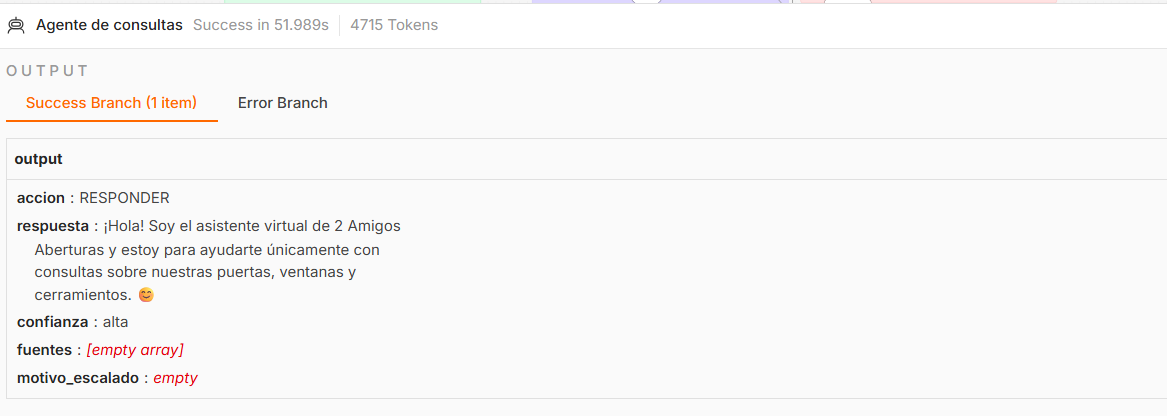 Agente de consultas Success in 51.989s 4715 Tokens
OUTPUT
Success Branch (1 item) Error Branch
output
accion : RESPONDER
respuesta : ¡Hola! Soy el asistente virtual de 2 Amigos
Aberturas y estoy para ayudarte únicamente con
consultas sobre nuestras puertas, ventanas y
cerramientos. 😊
confianza : alta
fuentes : [empty array]
motivo_escalado : empty